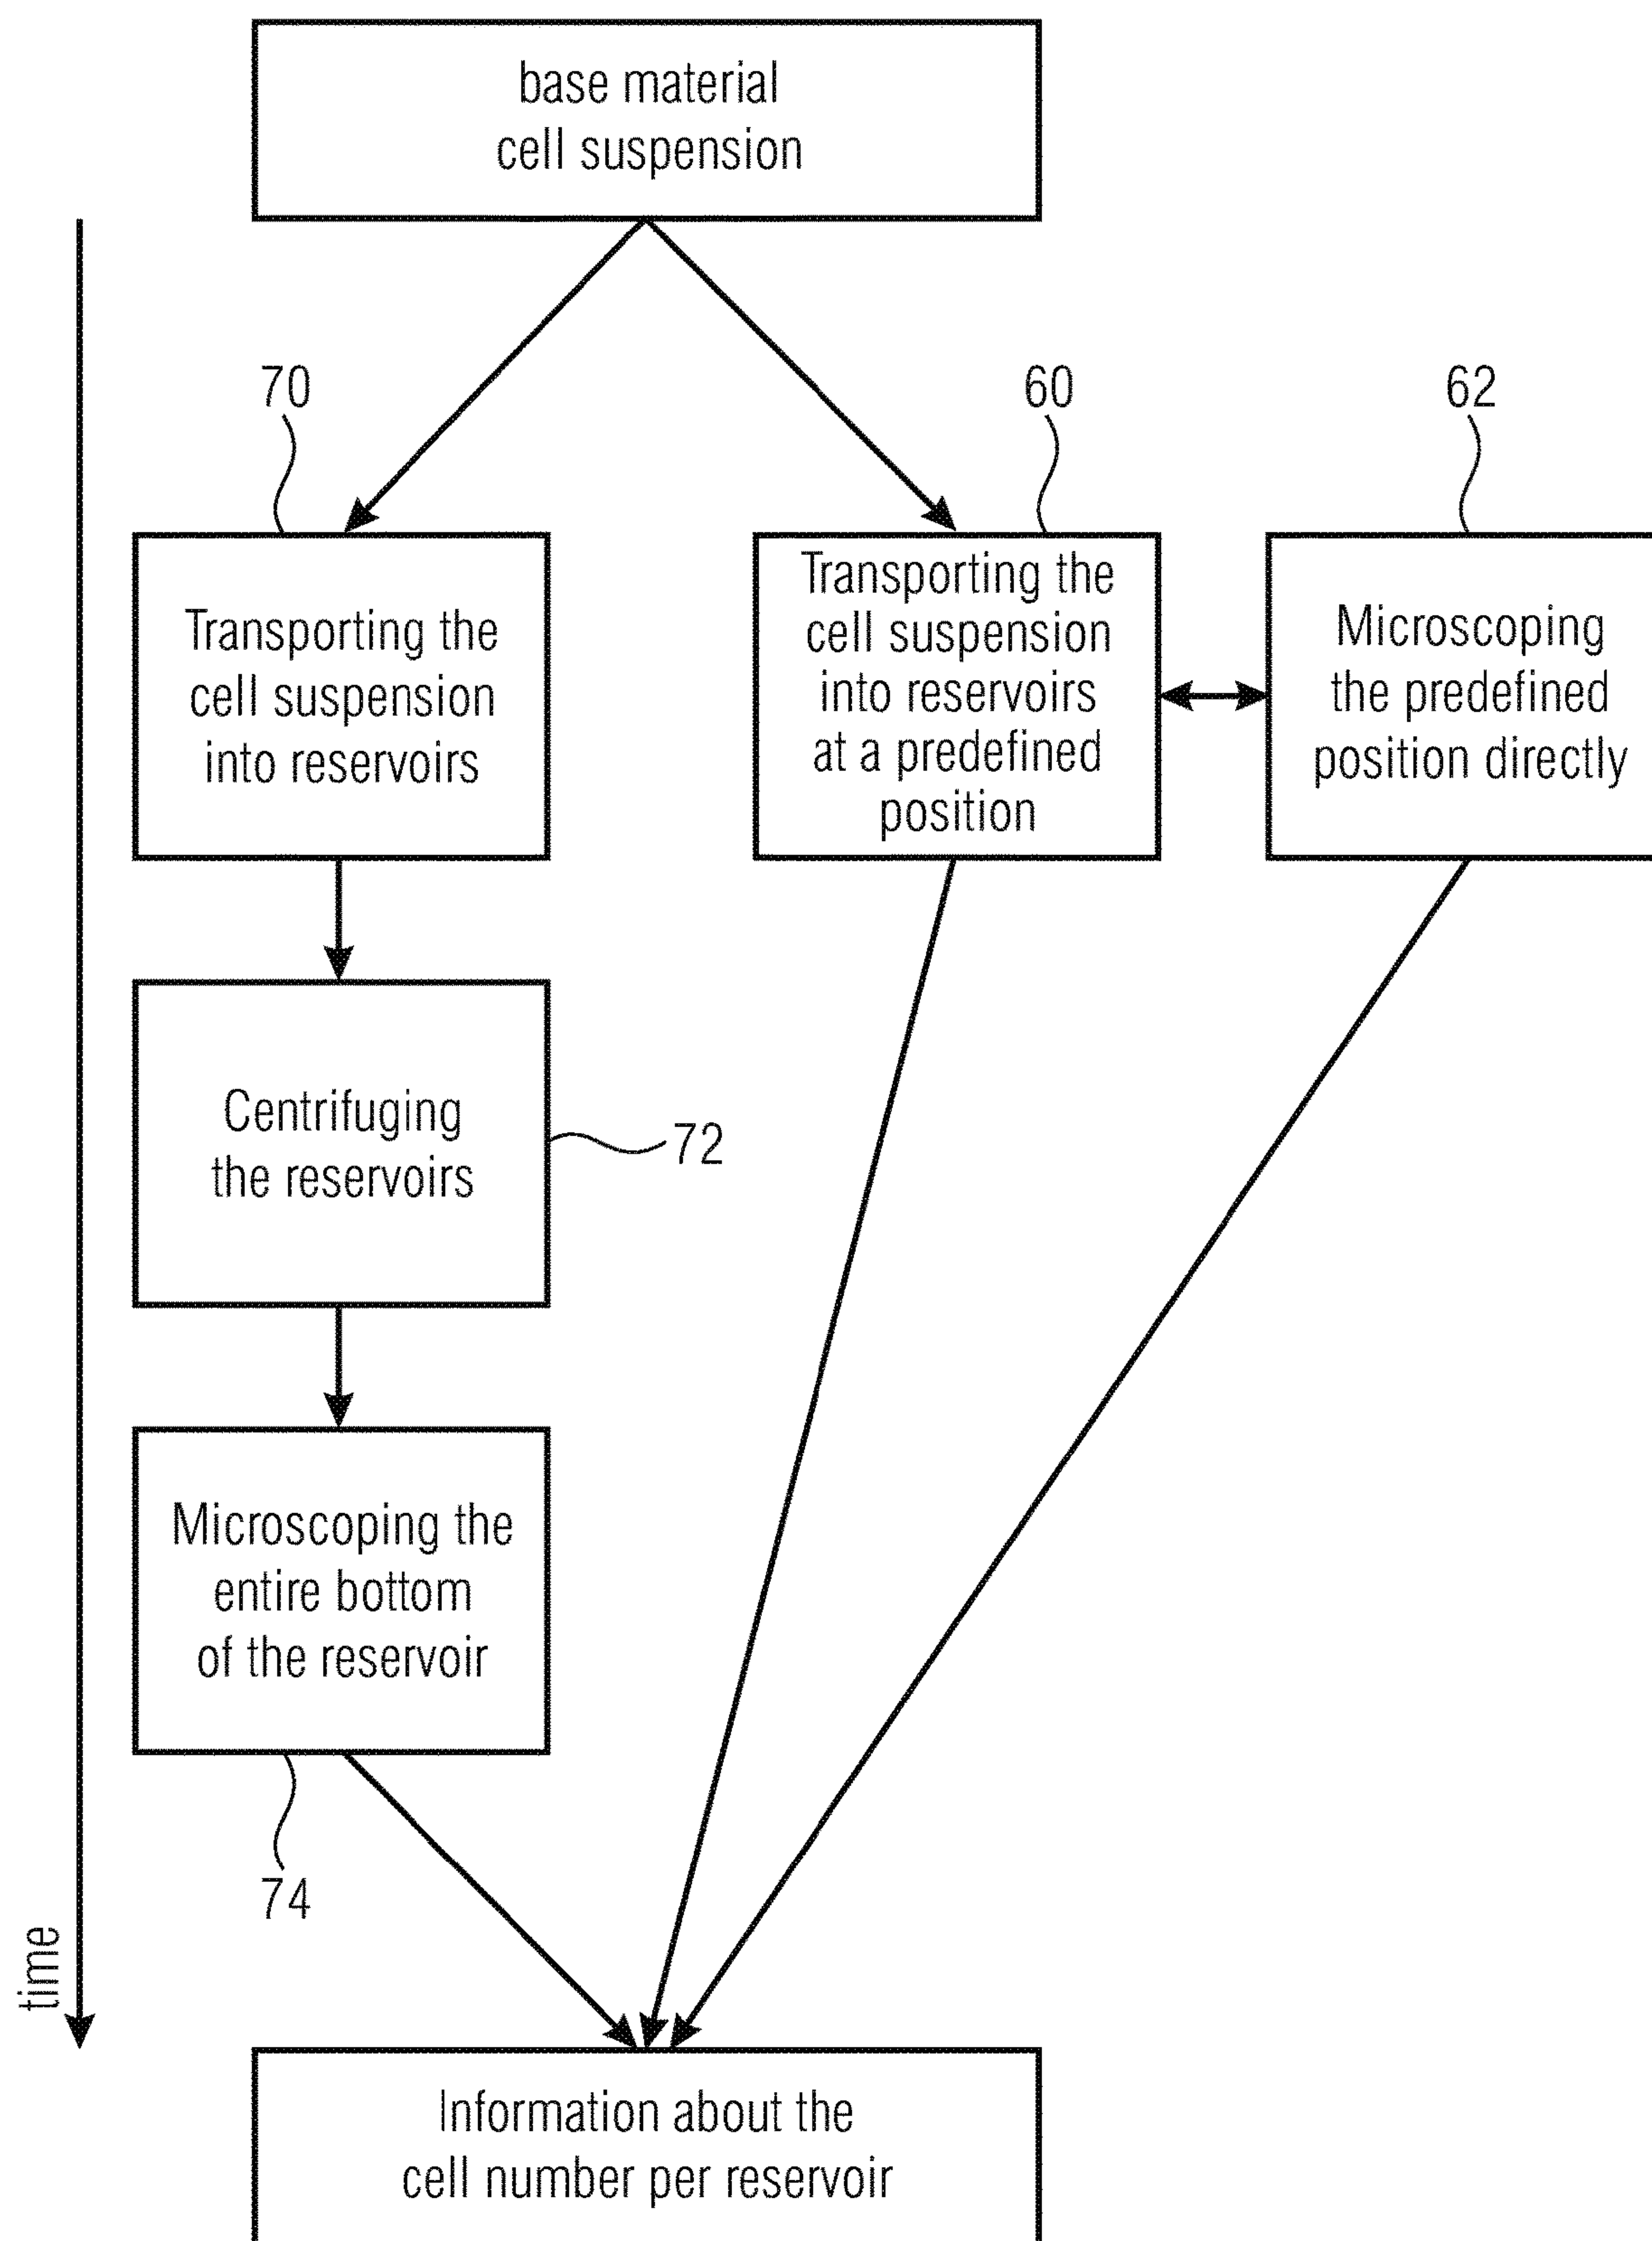 base material
cell suspension
70
60
62
Transporting the
cell suspension
into reservoirs
Transporting the
cell suspension
into reservoirs
at a predefined
position
Microscoping
the predefined
position directly
Centrifuging
the reservoirs
72
Microscoping the
entire bottom
of the reservoir
74
time
Information about the
cell number per reservoir